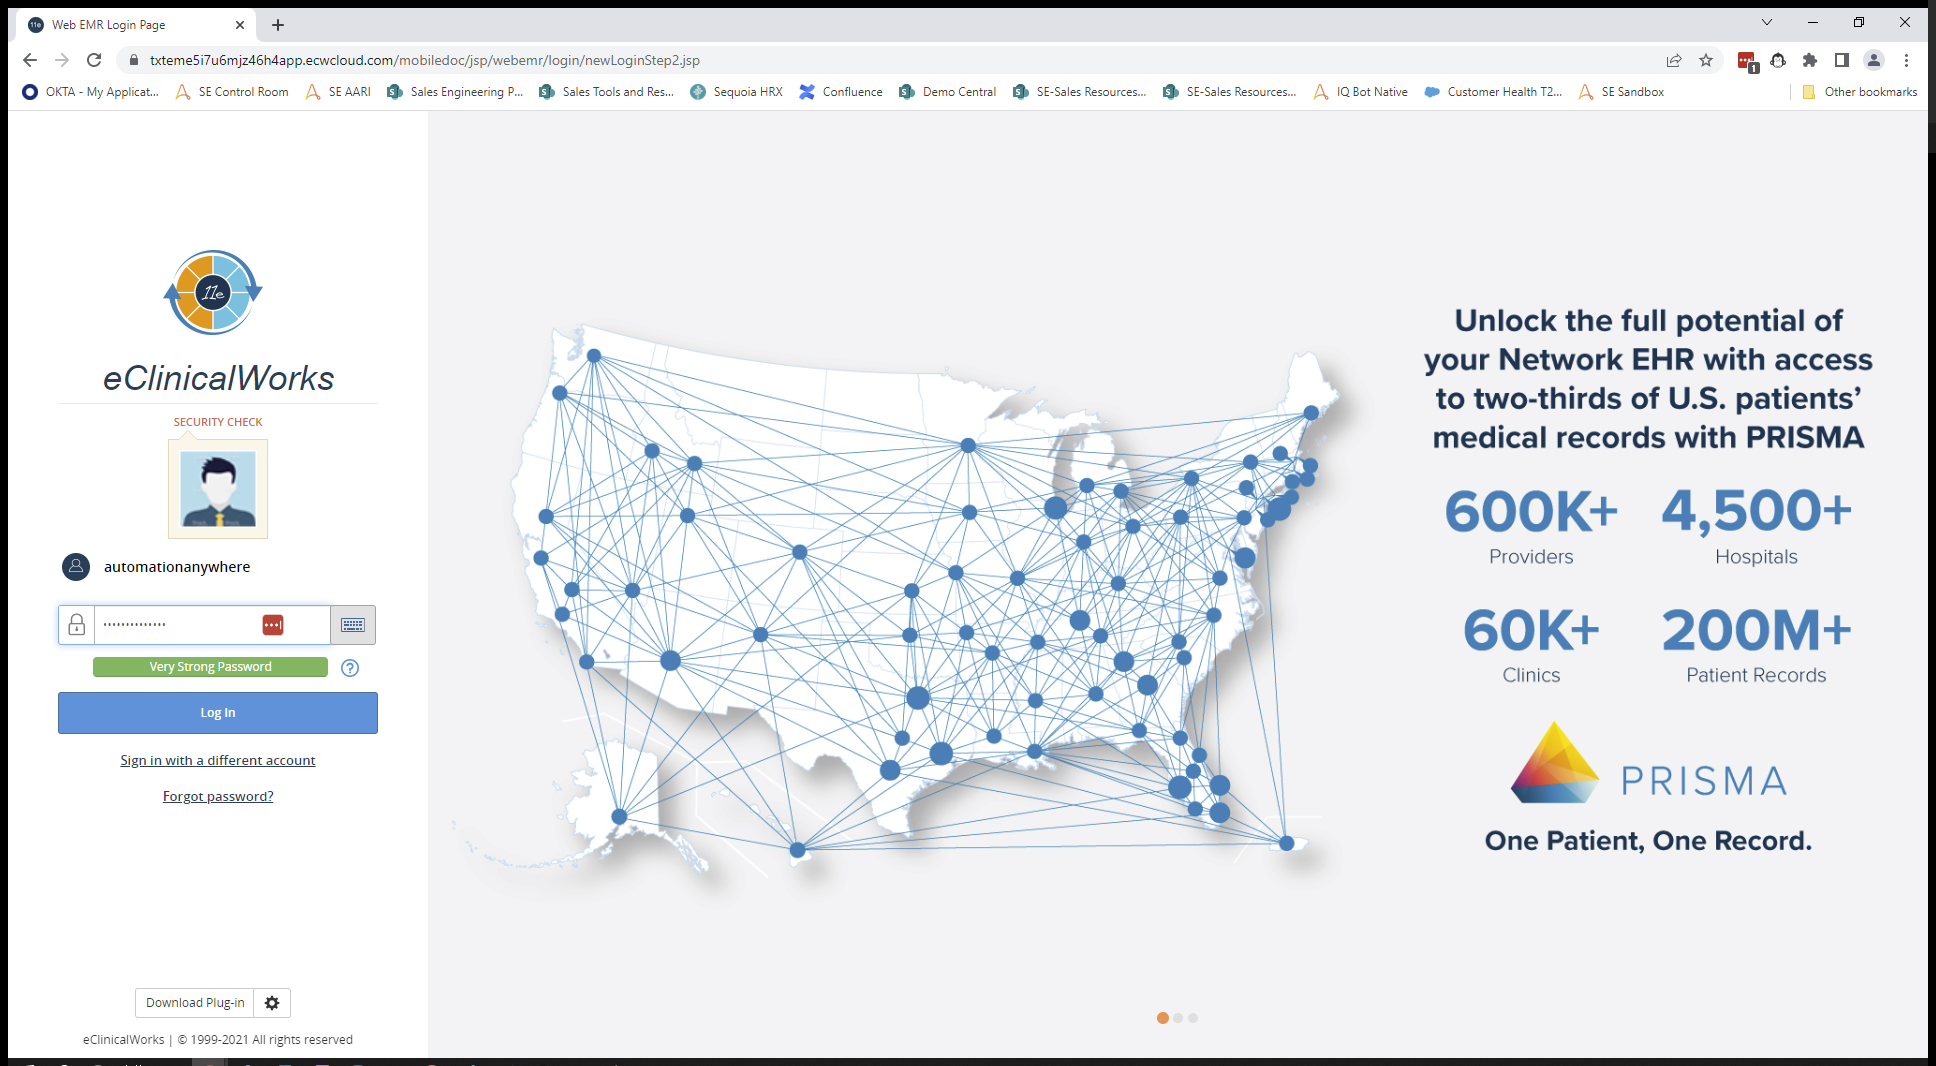 Web EMR Login Page
txteme5i7u6mjz46h4app.ecwcloud.com/mobiledoc/jsp/webemr/login/newLoginStep2.jsp
1
OKTA - My Applicat... SE Control Room SE AARI Sales Engineering P... Sales Tools and Res... Sequoia HRX Confluence Demo Central SE-Sales Resources... SE-Sales Resources... IQ Bot Native Customer Health T2... SE Sandbox Other bookmarks
11e
eClinicalWorks
SECURITY CHECK
automationanywhere
Very Strong Password
Log In
Sign in with a different account
Forgot password?
Download Plug-in
eClinicalWorks | © 1999-2021 All rights reserved
Unlock the full potential of
your Network EHR with access
to two-thirds of U.S. patients’
medical records with PRISMA
600K+ 4,500+
Providers Hospitals
60K+ 200M+
Clinics Patient Records
PRISMA
One Patient, One Record.